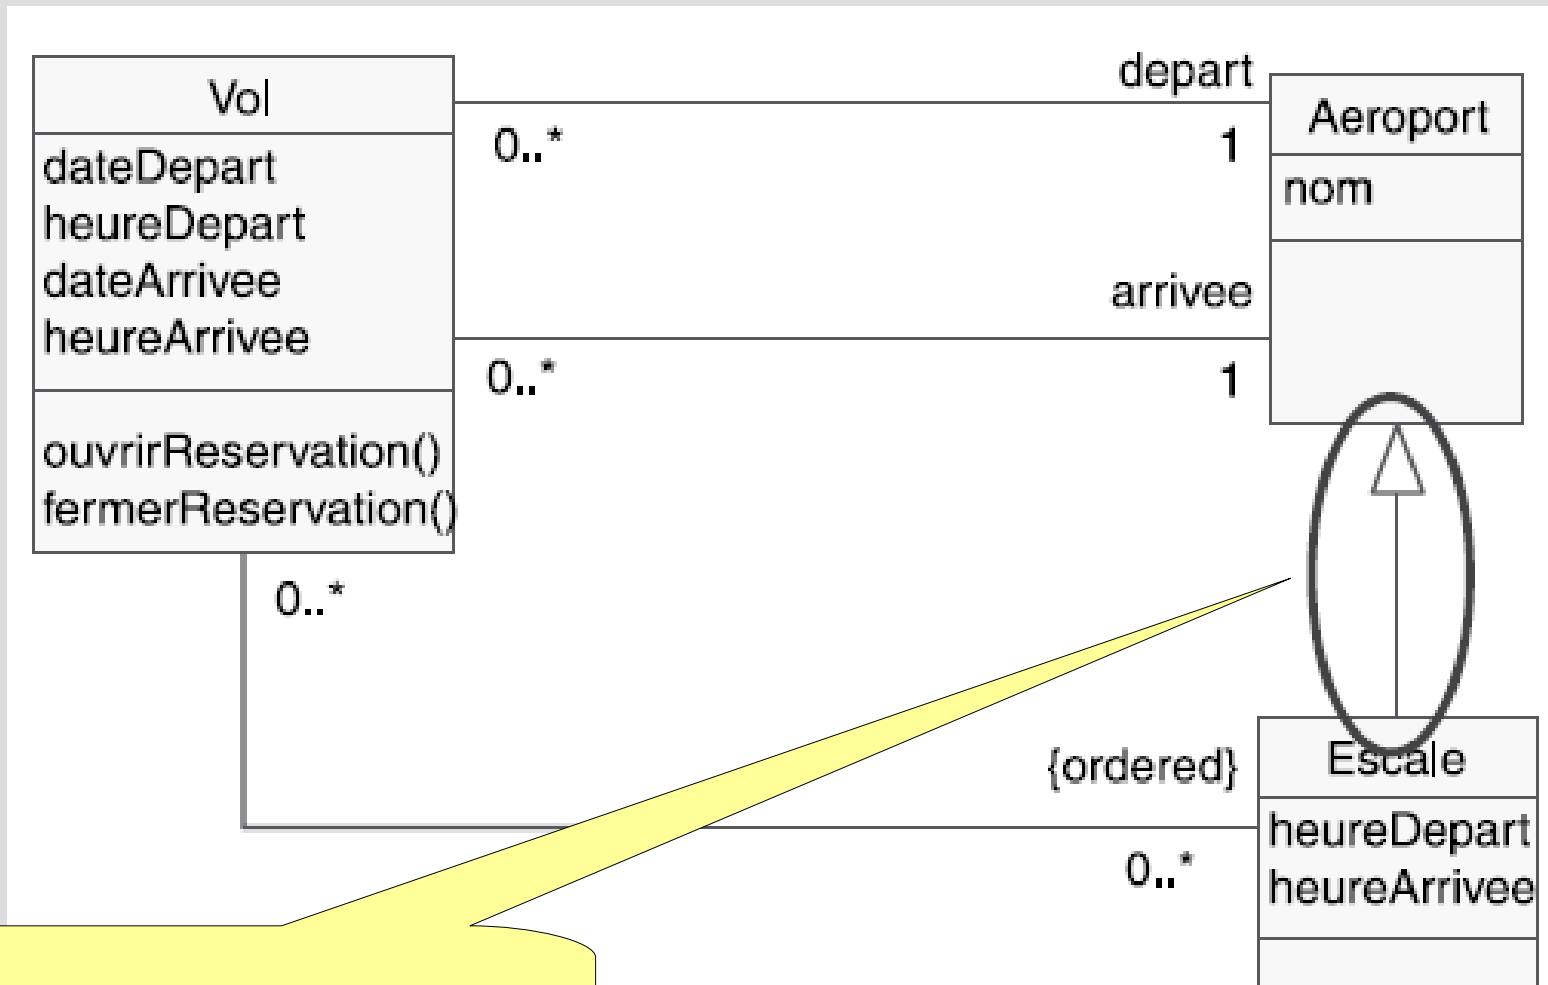 Vol
dateDepart
heureDepart
dateArrivee
heureArrivee
ouvrirReservation()
fermerReservation()
0..*
depart
1
0..*
arrivee
1
Aeroport
nom
0..*
{ordered}
0..*
Escale
heureDepart
heureArrivee